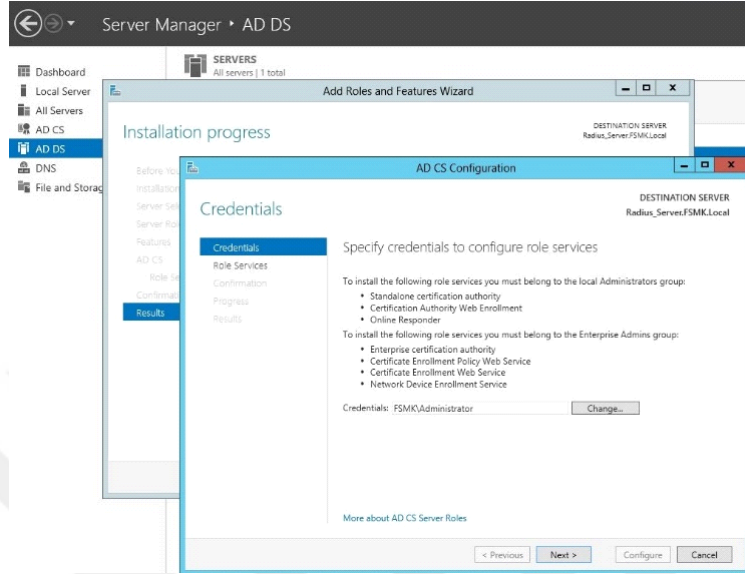 Server Manager ‣ AD DS
Dashboard
Local Server
All Servers
AD CS
AD DS
DNS
File and Storag
SERVERS
All servers | 1 total
Add Roles and Features Wizard
Installation progress
DESTINATION SERVER
Radius_Server.FSMK.Local
Before You
Installation
Server Sele
Server Rol
Features
AD CS
Role Se
Confirmati
Results
AD CS Configuration
Credentials
DESTINATION SERVER
Radius_Server.FSMK.Local
Credentials
Role Services
Confirmation
Progress
Results
Specify credentials to configure role services
To install the following role services you must belong to the local Administrators group:
• Standalone certification authority
• Certification Authority Web Enrollment
• Online Responder
To install the following role services you must belong to the Enterprise Admins group:
• Enterprise certification authority
• Certificate Enrollment Policy Web Service
• Certificate Enrollment Web Service
• Network Device Enrollment Service
Credentials: FSMK\Administrator
Change...
More about AD CS Server Roles
< Previous
Next >
Configure
Cancel